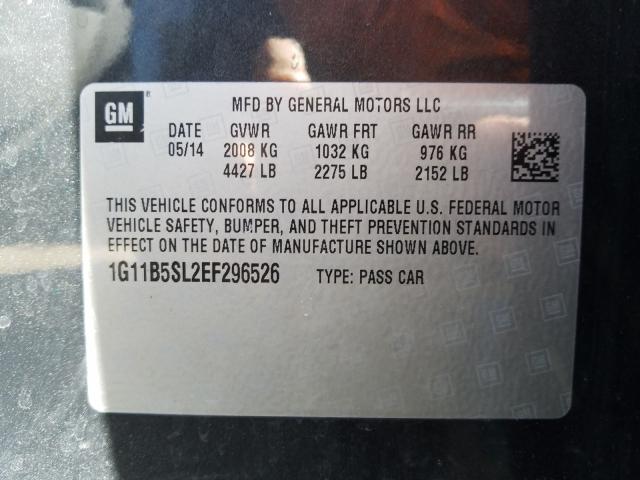 GM ®
MFD BY GENERAL MOTORS LLC
DATE GVWR GAWR FRT GAWR RR
05/14 2008 KG 1032 KG 976 KG
4427 LB 2275 LB 2152 LB
THIS VEHICLE CONFORMS TO ALL APPLICABLE U.S. FEDERAL MOTOR
VEHICLE SAFETY, BUMPER, AND THEFT PREVENTION STANDARDS IN
EFFECT ON THE DATE OF MANUFACTURE SHOWN ABOVE.
1G11B5SL2EF296526 TYPE: PASS CAR